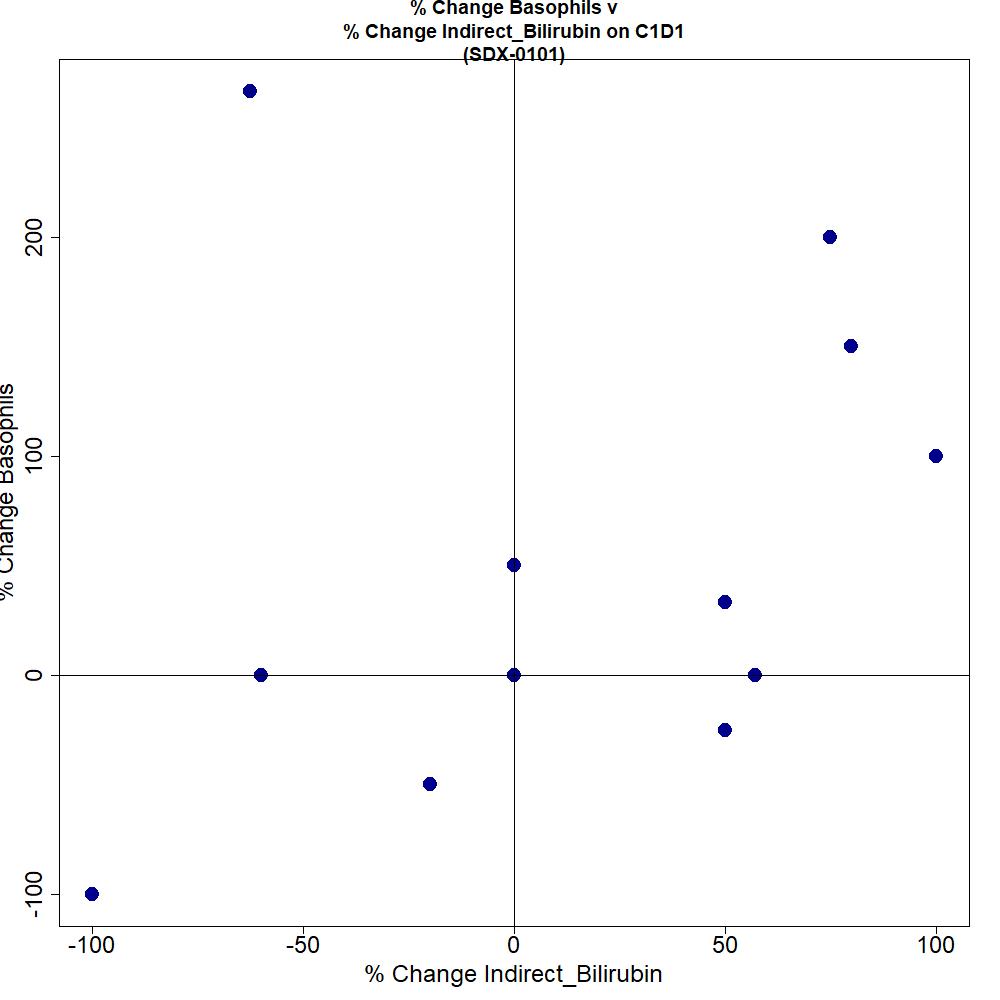 % Change Basophils v
% Change Indirect_Bilirubin on C1D1
(SDX-0101)
% Change Basophils
200
100
0
-100
-100
-50
0
50
100
% Change Indirect_Bilirubin